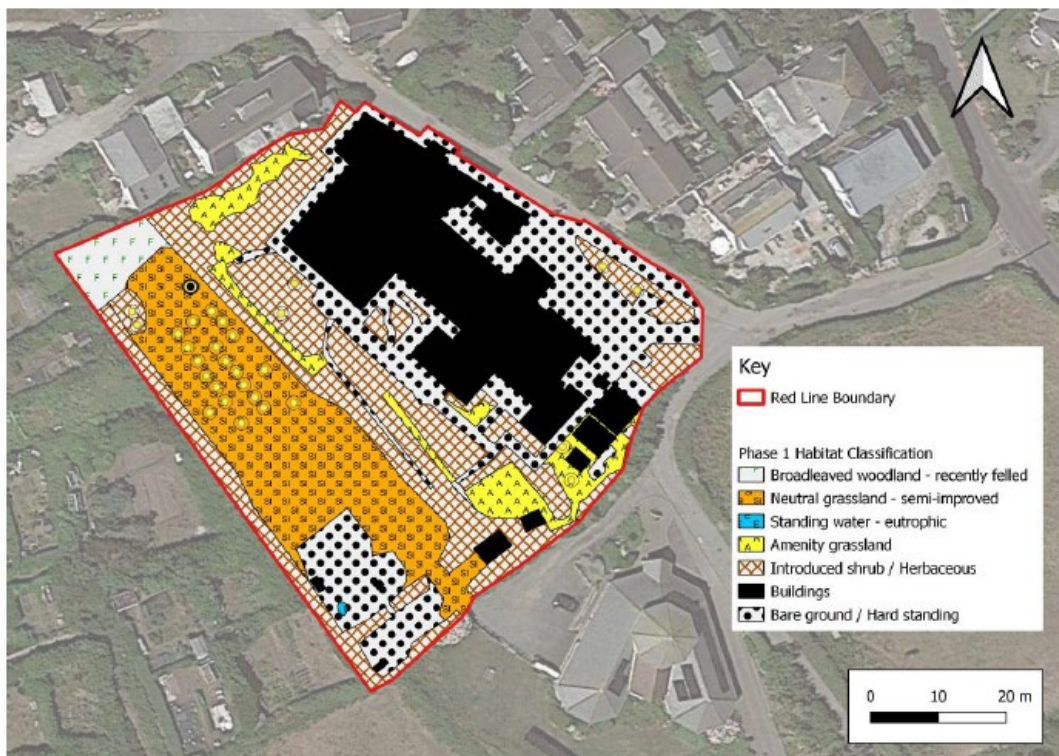 Key
Red Line Boundary
Phase 1 Habitat Classification
Broadleaved woodland - recently felled
Neutral grassland - semi-improved
Standing water - eutrophic
Amenity grassland
Introduced shrub / Herbaceous
Buildings
Bare ground / Hard standing
0 10 20 m